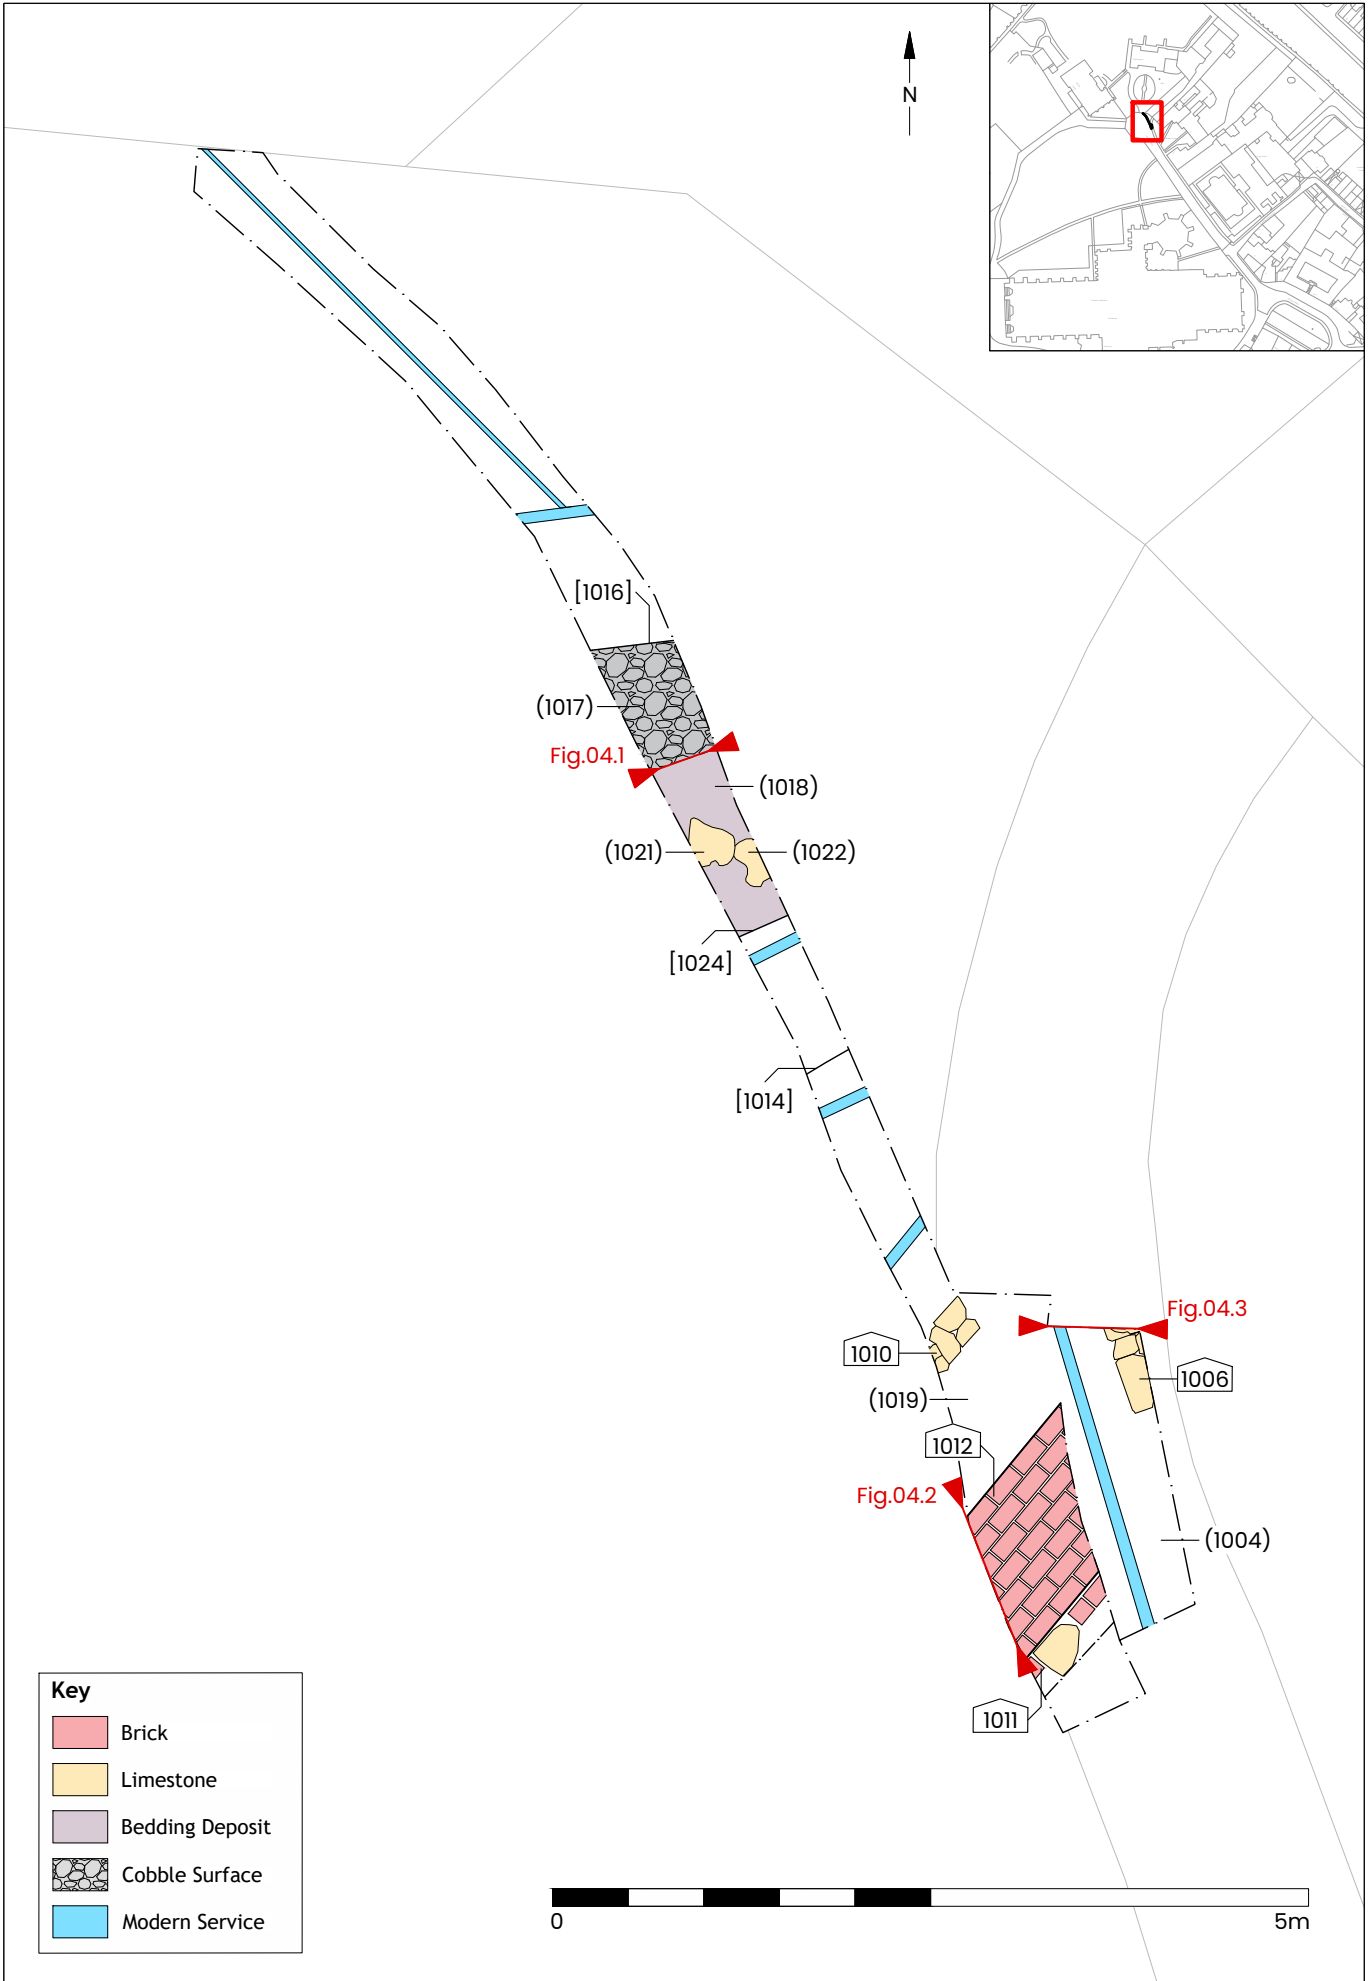 N
[1016]
(1017)
Fig.04.1
(1018)
(1021)
(1022)
[1024]
[1014]
Fig.04.3
1010
1006
(1019)
1012
Fig.04.2
(1004)
1011
Key
Brick
Limestone
Bedding Deposit
Cobble Surface
Modern Service
0
5m